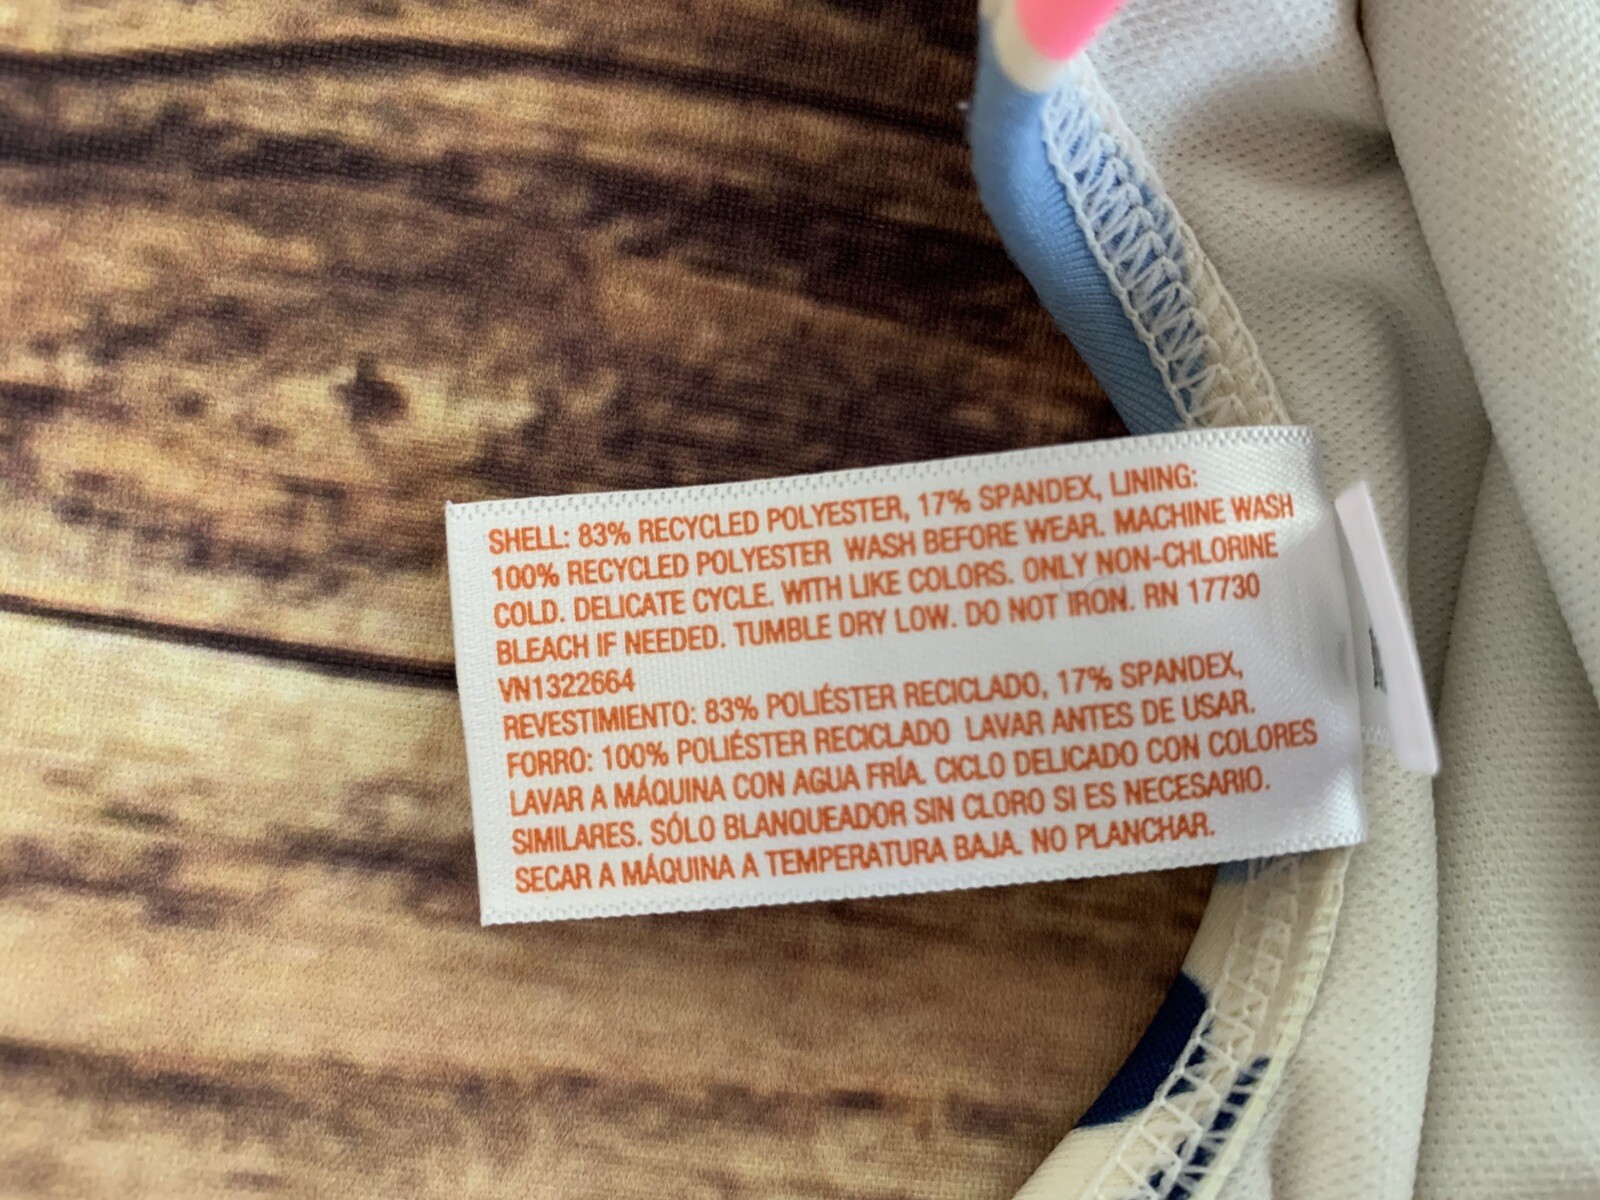 SHELL: 83% RECYCLED POLYESTER, 17% SPANDEX, LINING:
100% RECYCLED POLYESTER WASH BEFORE WEAR. MACHINE WASH
COLD. DELICATE CYCLE. WITH LIKE COLORS. ONLY NON-CHLORINE
BLEACH IF NEEDED. TUMBLE DRY LOW. DO NOT IRON. RN 17730
VN1322664
REVESTIMIENTO: 83% POLIÉSTER RECICLADO, 17% SPANDEX,
FORRO: 100% POLIÉSTER RECICLADO LAVAR ANTES DE USAR.
LAVAR A MÁQUINA CON AGUA FRÍA. CICLO DELICADO CON COLORES
SIMILARES. SÓLO BLANQUEADOR SIN CLORO SI ES NECESARIO.
SECAR A MÁQUINA A TEMPERATURA BAJA. NO PLANCHAR.